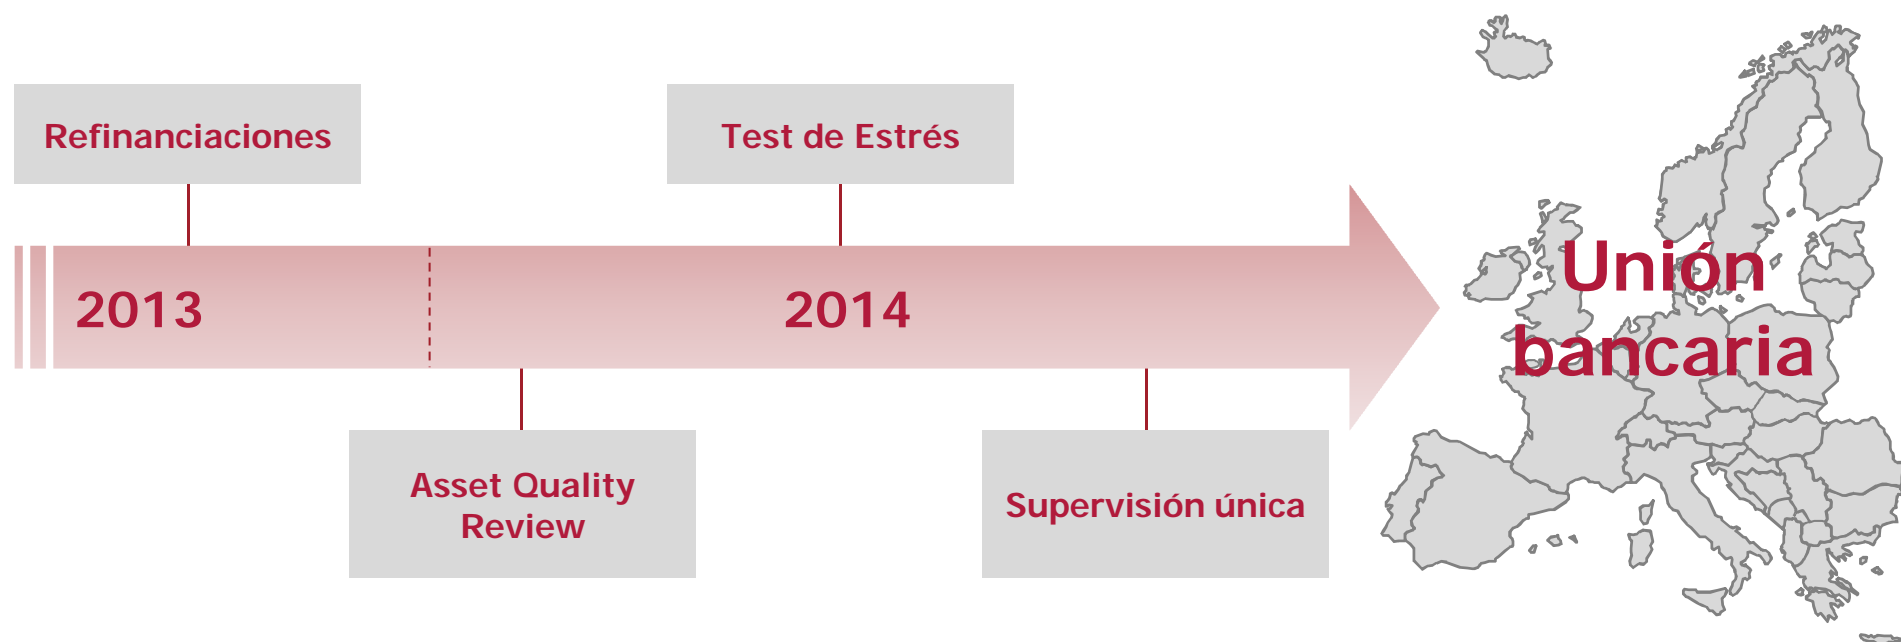 Refinanciaciones
Test de Estrés
2013
2014
Unión
bancaria
Asset Quality
Review
Supervisión única